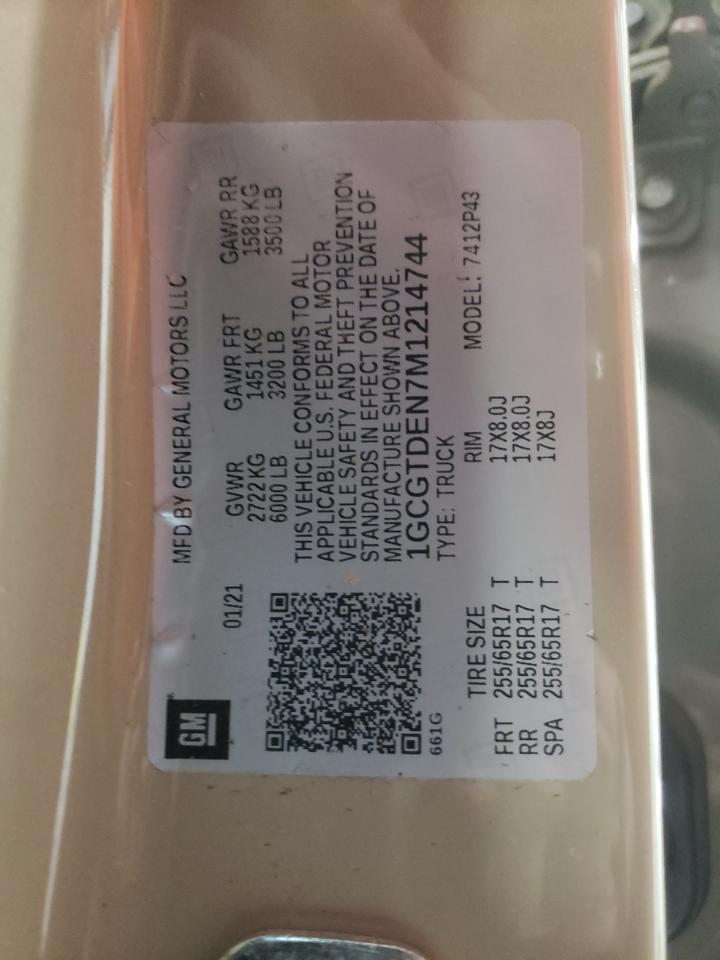 GM
MFD BY GENERAL MOTORS LLC
01/21
GVWR GAWR FRT GAWR RR
2722 KG 1451 KG 1588 KG
6000 LB 3200 LB 3500 LB
THIS VEHICLE CONFORMS TO ALL
APPLICABLE U.S. FEDERAL MOTOR
VEHICLE SAFETY AND THEFT PREVENTION
STANDARDS IN EFFECT ON THE DATE OF
MANUFACTURE SHOWN ABOVE.
1GCGTDEN7M1214744
661G
TYPE: TRUCK
TIRE SIZE RIM MODEL: 7412P43
FRT 255/65R17 T 17X8.0J
RR 255/65R17 T 17X8.0J
SPA 255/65R17 T 17X8J